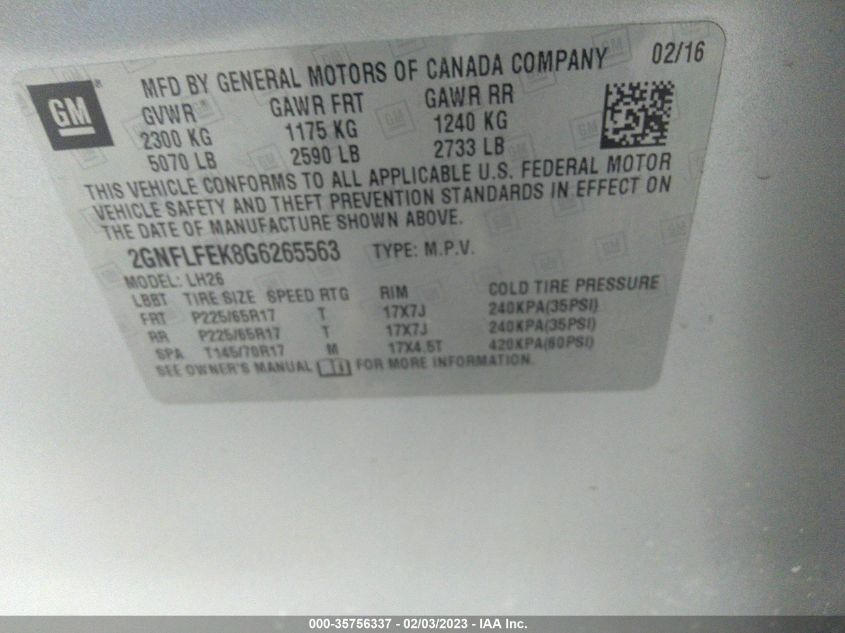 GM ®
MFD BY GENERAL MOTORS OF CANADA COMPANY 02/16
GVWR GAWR FRT GAWR RR
2300 KG 1175 KG 1240 KG
5070 LB 2590 LB 2733 LB
THIS VEHICLE CONFORMS TO ALL APPLICABLE U.S. FEDERAL MOTOR
VEHICLE SAFETY AND THEFT PREVENTION STANDARDS IN EFFECT ON
THE DATE OF MANUFACTURE SHOWN ABOVE.
2GNFLFEK8G6265563 TYPE: M.P.V.
MODEL: LH26
LBBT TIRE SIZE SPEED RTG RIM COLD TIRE PRESSURE
FRT P225/65R17 T 17X7J 240KPA(35PSI)
RR P225/65R17 T 17X7J 240KPA(35PSI)
SPA T145/70R17 M 17X4.5T 420KPA(60PSI)
SEE OWNER'S MANUAL FOR MORE INFORMATION.
000-35756337 - 02/03/2023 - IAA Inc.